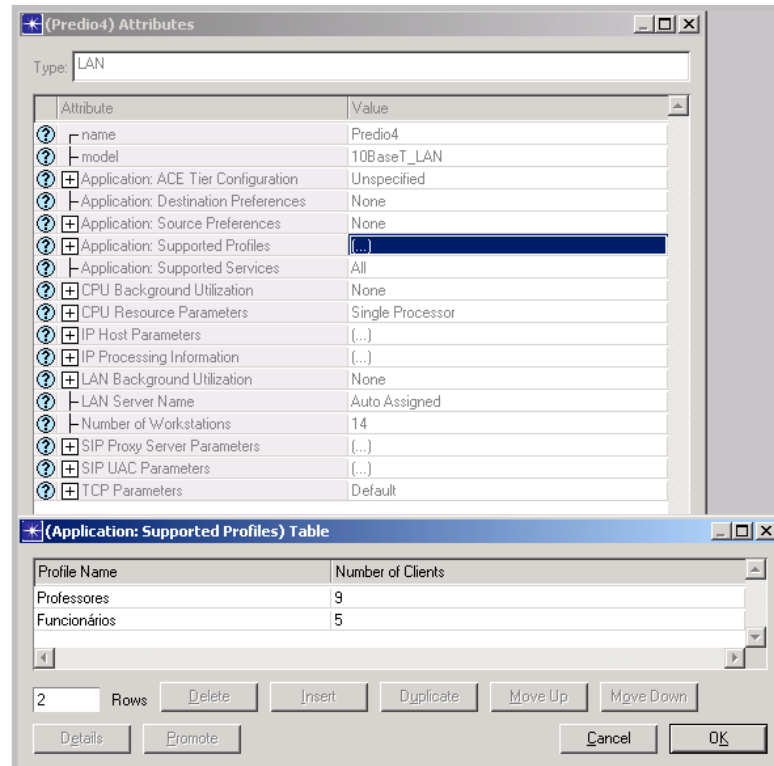 (Predio4) Attributes
Type: LAN
Attribute Value
name Predio4
model 10BaseT_LAN
Application: ACE Tier Configuration Unspecified
Application: Destination Preferences None
Application: Source Preferences None
Application: Supported Profiles (...)
Application: Supported Services All
CPU Background Utilization None
CPU Resource Parameters Single Processor
IP Host Parameters (...)
IP Processing Information (...)
LAN Background Utilization None
LAN Server Name Auto Assigned
Number of Workstations 14
SIP Proxy Server Parameters (...)
SIP UAC Parameters (...)
TCP Parameters Default
(Application: Supported Profiles) Table
Profile Name Number of Clients
Professores 9
Funcionários 5
2 Rows Delete Insert Duplicate Move Up Move Down
Details Promote Cancel OK